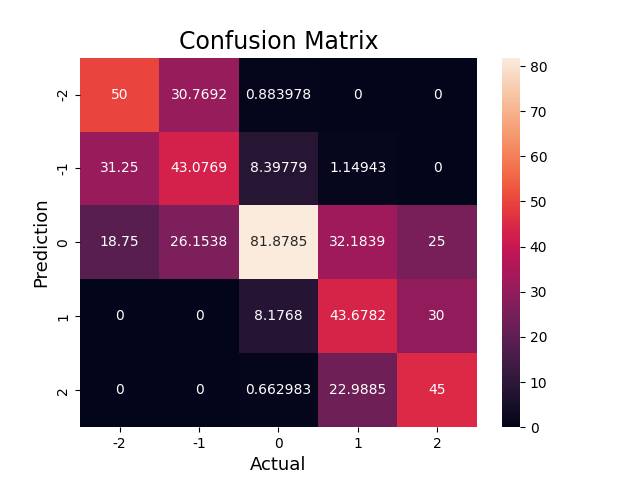 Confusion Matrix
-2 50 30.7692 0.883978 0 0
-1 31.25 43.0769 8.39779 1.14943 0
0 18.75 26.1538 81.8785 32.1839 25
1 0 0 8.1768 43.6782 30
2 0 0 0.662983 22.9885 45
-2 -1 0 1 2
Prediction
Actual
80
70
60
50
40
30
20
10
0